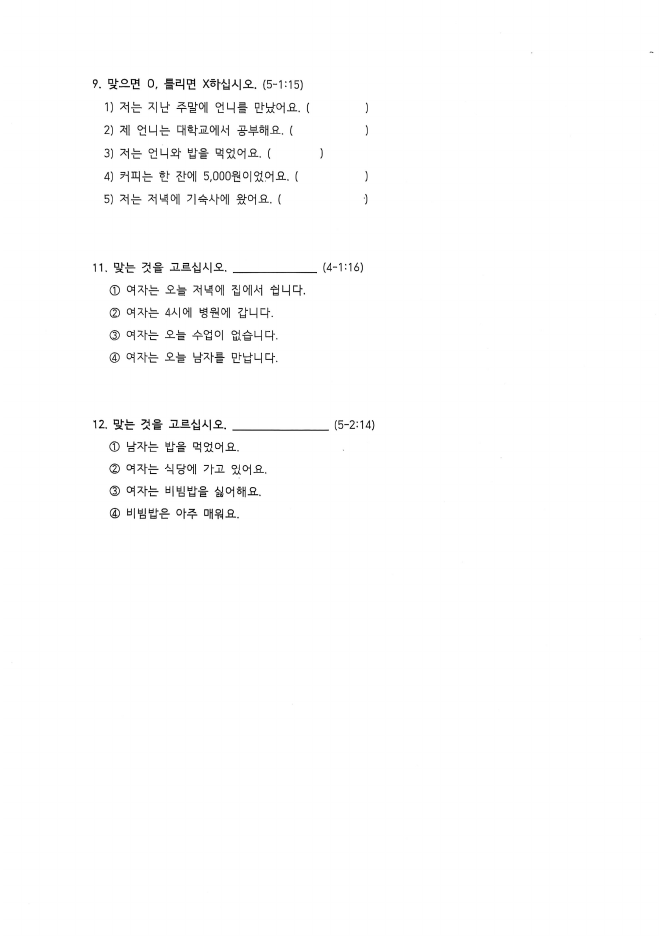 9. 맞으면 O, 틀리면 X하십시오. (5-1:15)
1) 저는 지난 주말에 언니를 만났어요. ( )
2) 제 언니는 대학교에서 공부해요. ( )
3) 저는 언니와 밥을 먹었어요. ( )
4) 커피는 한 잔에 5,000원이었어요. ( )
5) 저는 저녁에 기숙사에 왔어요. ( )
11. 맞는 것을 고르십시오. ______________ (4-1:16)
① 여자는 오늘 저녁에 집에서 쉽니다.
② 여자는 4시에 병원에 갑니다.
③ 여자는 오늘 수업이 없습니다.
④ 여자는 오늘 남자를 만납니다.
12. 맞는 것을 고르십시오. ________________ (5-2:14)
① 남자는 밥을 먹었어요.
② 여자는 식당에 가고 있어요.
③ 여자는 비빔밥을 싫어해요.
④ 비빔밥은 아주 매워요.